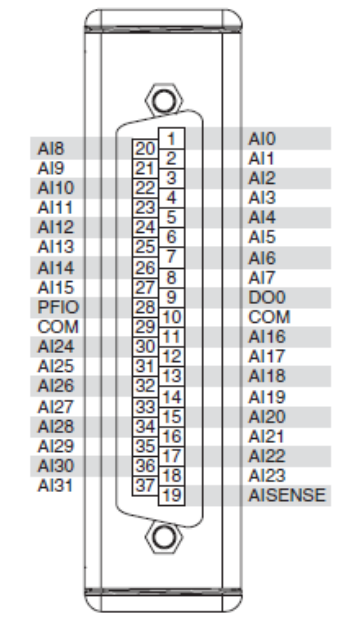 1 AI0
AI8 20
2 AI1
AI9 21
3 AI2
AI10 22
4 AI3
AI11 23
5 AI4
AI12 24
6 AI5
AI13 25
7 AI6
AI14 26
8 AI7
AI15 27
9 DO0
PFIO 28
10 COM
COM 29
11 AI16
AI24 30
12 AI17
AI25 31
13 AI18
AI26 32
14 AI19
AI27 33
15 AI20
AI28 34
16 AI21
AI29 35
17 AI22
AI30 36
18 AI23
AI31 37
19 AISENSE